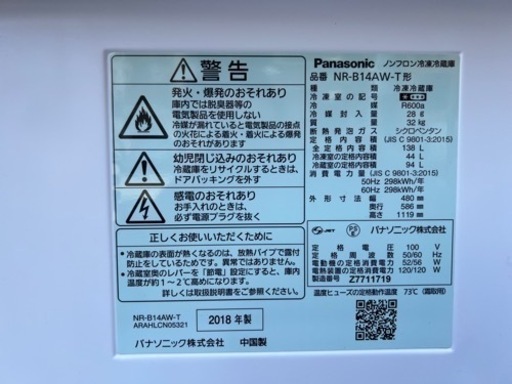 警告
発火・爆発のおそれあり
庫内では脱臭器等の
電気製品を使用しない
冷媒が漏れていると電気製品の接点
の火花による着火・爆発のおそれあり
幼児閉じ込みのおそれあり
冷蔵庫をリサイクルするときは、
ドアパッキングを外す
感電のおそれあり
お手入れのときは、
必ず電源プラグを抜く
正しくお使いいただくために
●冷蔵庫の表面が熱くなるのは、放熱パイプで露付
防止をしているためです。異常ではありません。
●冷蔵室奥のレバーを「節電」設定にすると、庫内
温度が約1～2℃高めになります。
詳しくは取扱説明書をご覧ください。
NR-B14AW-T
ARAHLCN05321
2018年製
パナソニック株式会社 中国製
Panasonic ノンフロン冷凍冷蔵庫
品番 NR-B14AW-T形
種類 冷凍冷蔵庫
冷凍室の記号
冷媒 R600a
冷媒封入量 28 g
質量 32 kg
断熱発泡ガス シクロペンタン
全定格内容積 (JIS C 9801-3:2015)
138 L
冷凍室の定格内容積 44 L
冷蔵室の定格内容積 94 L
消費電力量 (JIS C 9801-3:2015)
50Hz 298kWh/年
60Hz 298kWh/年
外形寸法 幅 480 mm
奥行 586 mm
高さ 1119 mm
JET
PS
E
パナソニック株式会社
定格電圧 100 V
定格周波数 50/60 Hz
電動機の定格消費電力 52/56 W
電熱装置の定格消費電力 120/120 W
製造番号 Z7711719
温度ヒューズの定格動作温度 73℃ (霜取用)